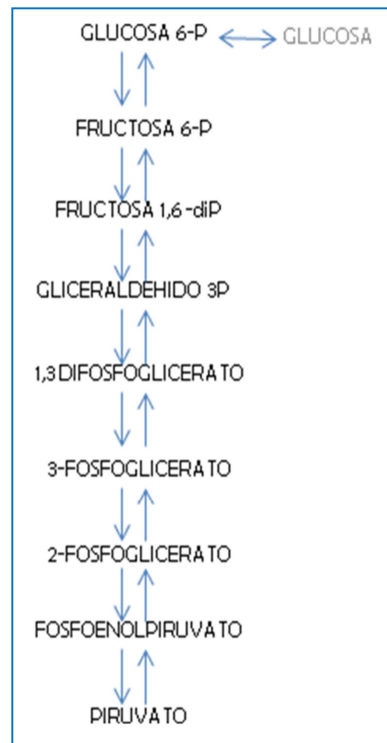 GLUCOSA 6-P GLUCOSA
FRUCTOSA 6-P
FRUCTOSA 1,6-diP
GLICERALDEHIDO 3P
1,3 DIFOSFOGLICERATO
3-FOSFOGLICERATO
2-FOSFOGLICERATO
FOSFOENOLPIRUVATO
PIRUVATO